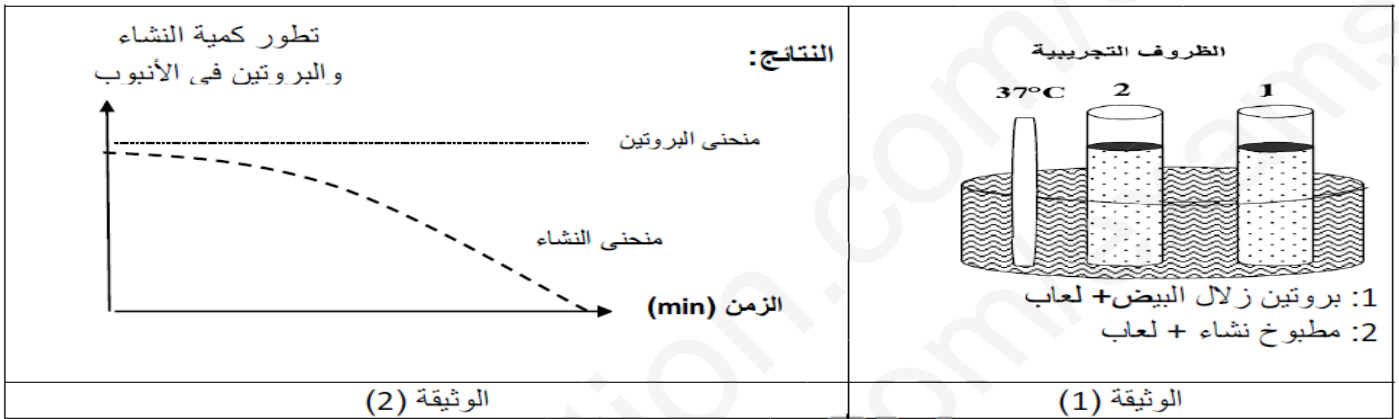 الظروف التجريبية
37°C
2
1
1: بروتين زلال البيض+ لعاب
2: مطبوخ نشاء + لعاب
الوثيقة (1)
النتائج:
تطور كمية النشاء
والبروتين في الأنبوب
منحنى البروتين
منحنى النشاء
الزمن (min)
الوثيقة (2)